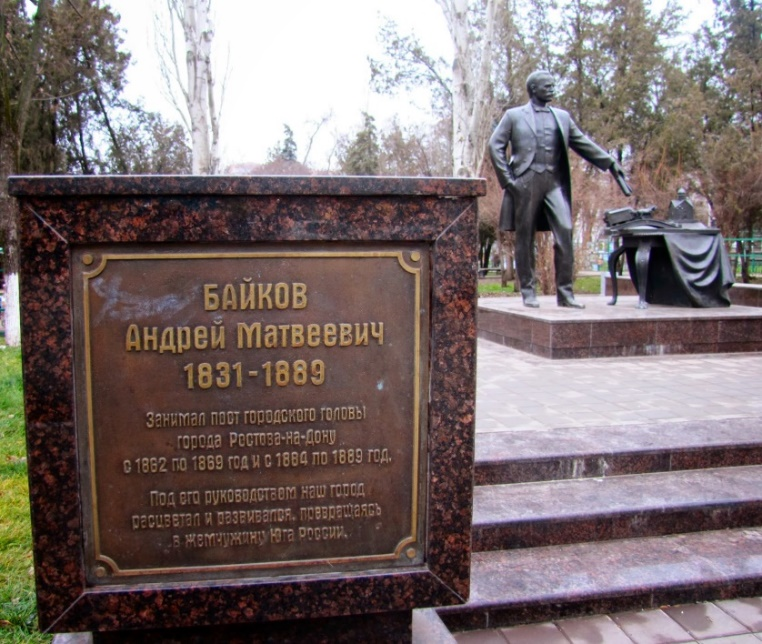 БАЙКОВ
Андрей Матвеевич
1831-1889
Занимал пост городского головы
города Ростова-на-Дону
с 1862 по 1869 год и с 1884 по 1889 год.
Под его руководством наш город
расцветал и развивался, превращаясь
в жемчужину Юга России.